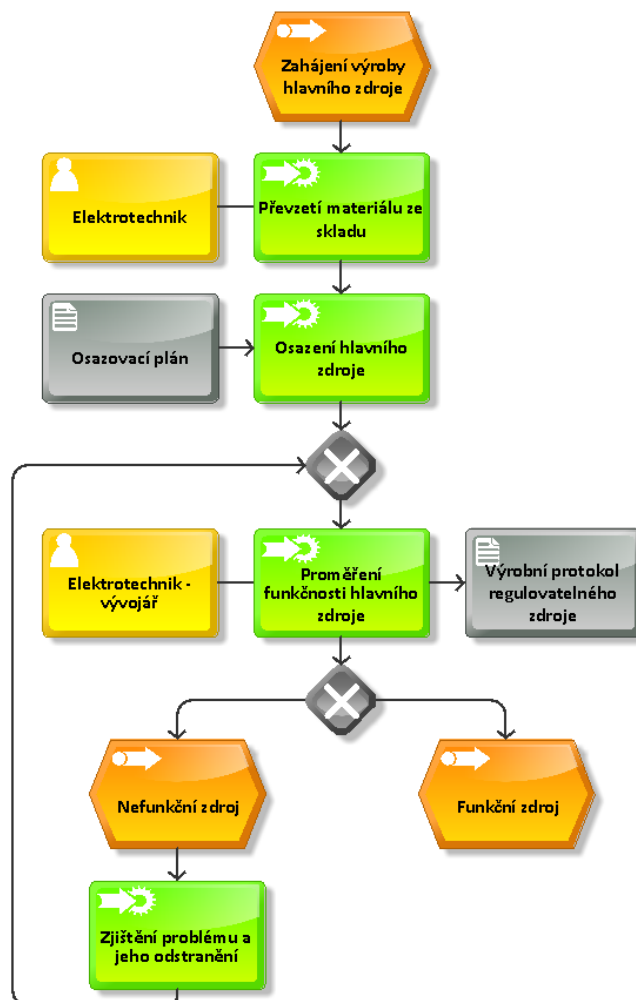 Zahájení výroby
hlavního zdroje
Elektrotechnik
Převzetí materiálu ze
skladu
Osazovací plán
Osazení hlavního
zdroje
Elektrotechnik -
vývojář
Proměření
funkčnosti hlavního
zdroje
Výrobní protokol
regulovatelného
zdroje
Nefunkční zdroj
Funkční zdroj
Zjištění problému a
jeho odstranění